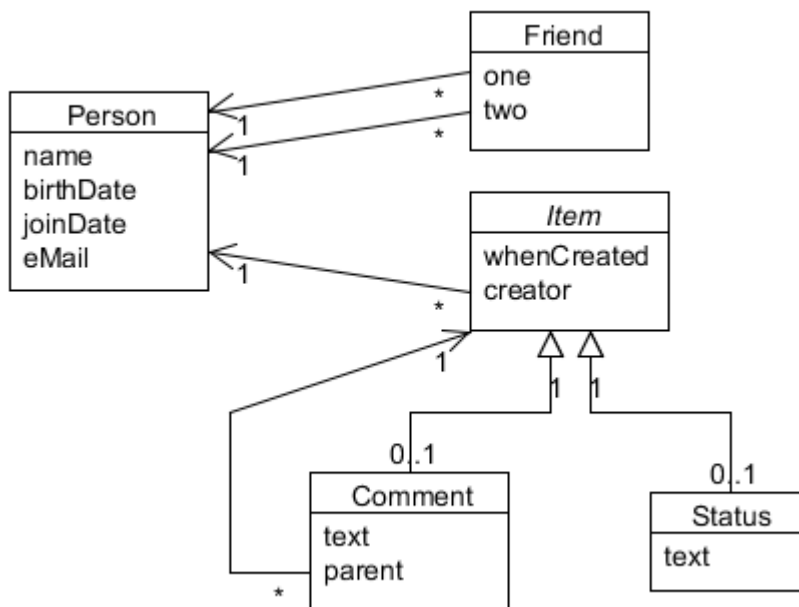 Friend
one
two
*
*
Person
1
1
name
birthDate
joinDate
eMail
1
Item
whenCreated
creator
*
1
1
1
0..1
0..1
Comment
text
parent
*
Status
text